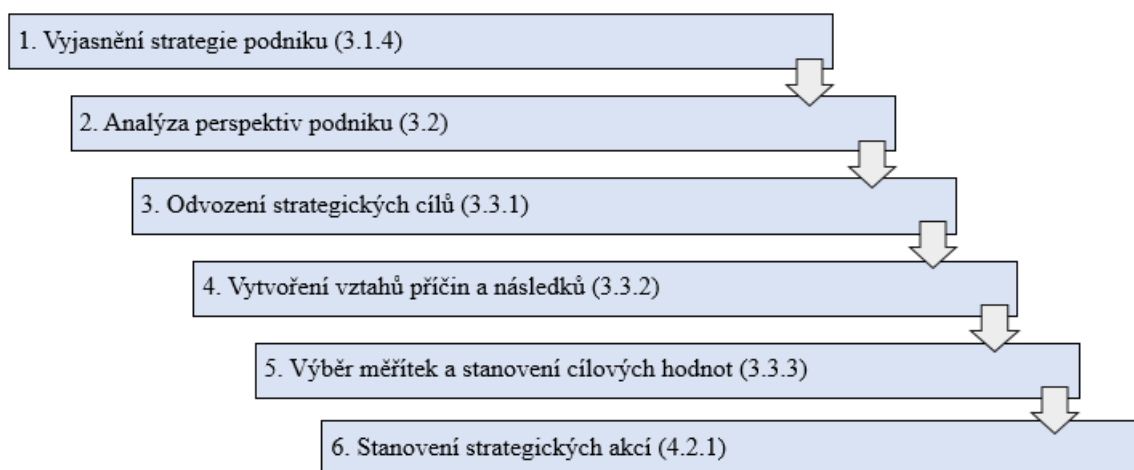 1. Vyjasnění strategie podniku (3.1.4)
2. Analýza perspektiv podniku (3.2)
3. Odvození strategických cílů (3.3.1)
4. Vytvoření vztahů příčin a následků (3.3.2)
5. Výběr měřítek a stanovení cílových hodnot (3.3.3)
6. Stanovení strategických akcí (4.2.1)